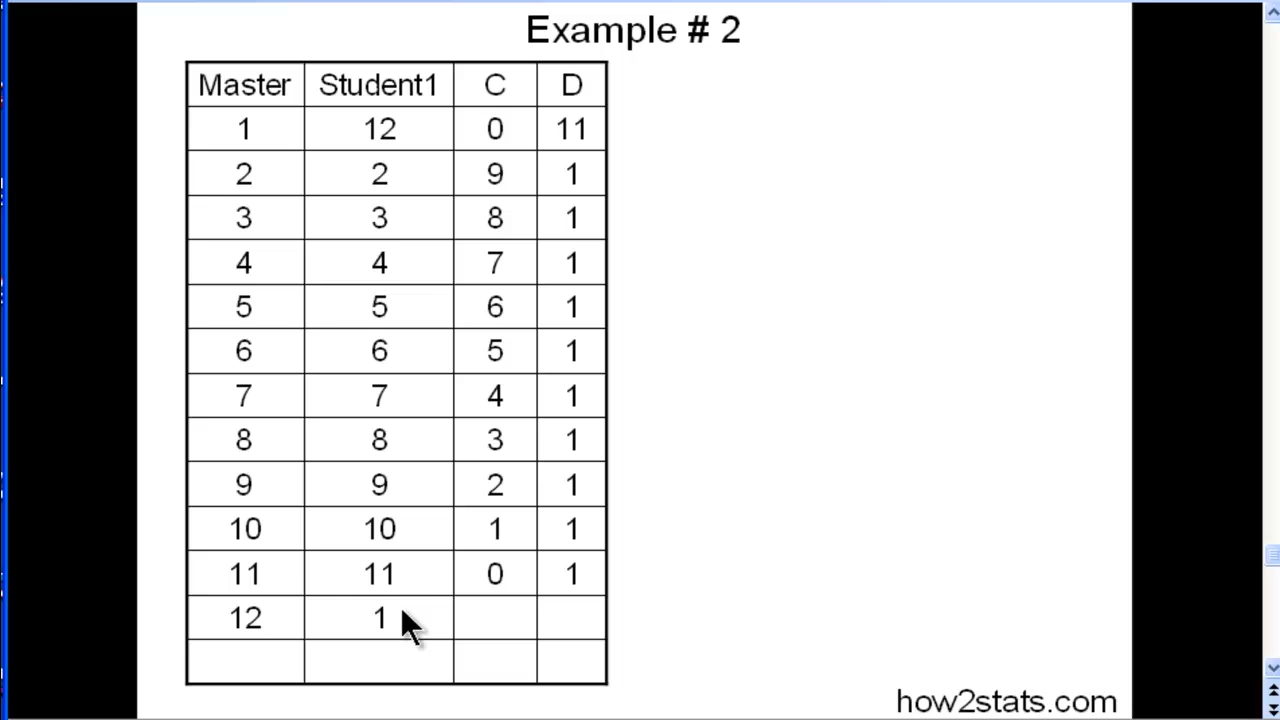 Example # 2
Master Student1 C D
1 12 0 11
2 2 9 1
3 3 8 1
4 4 7 1
5 5 6 1
6 6 5 1
7 7 4 1
8 8 3 1
9 9 2 1
10 10 1 1
11 11 0 1
12 1
how2stats.com